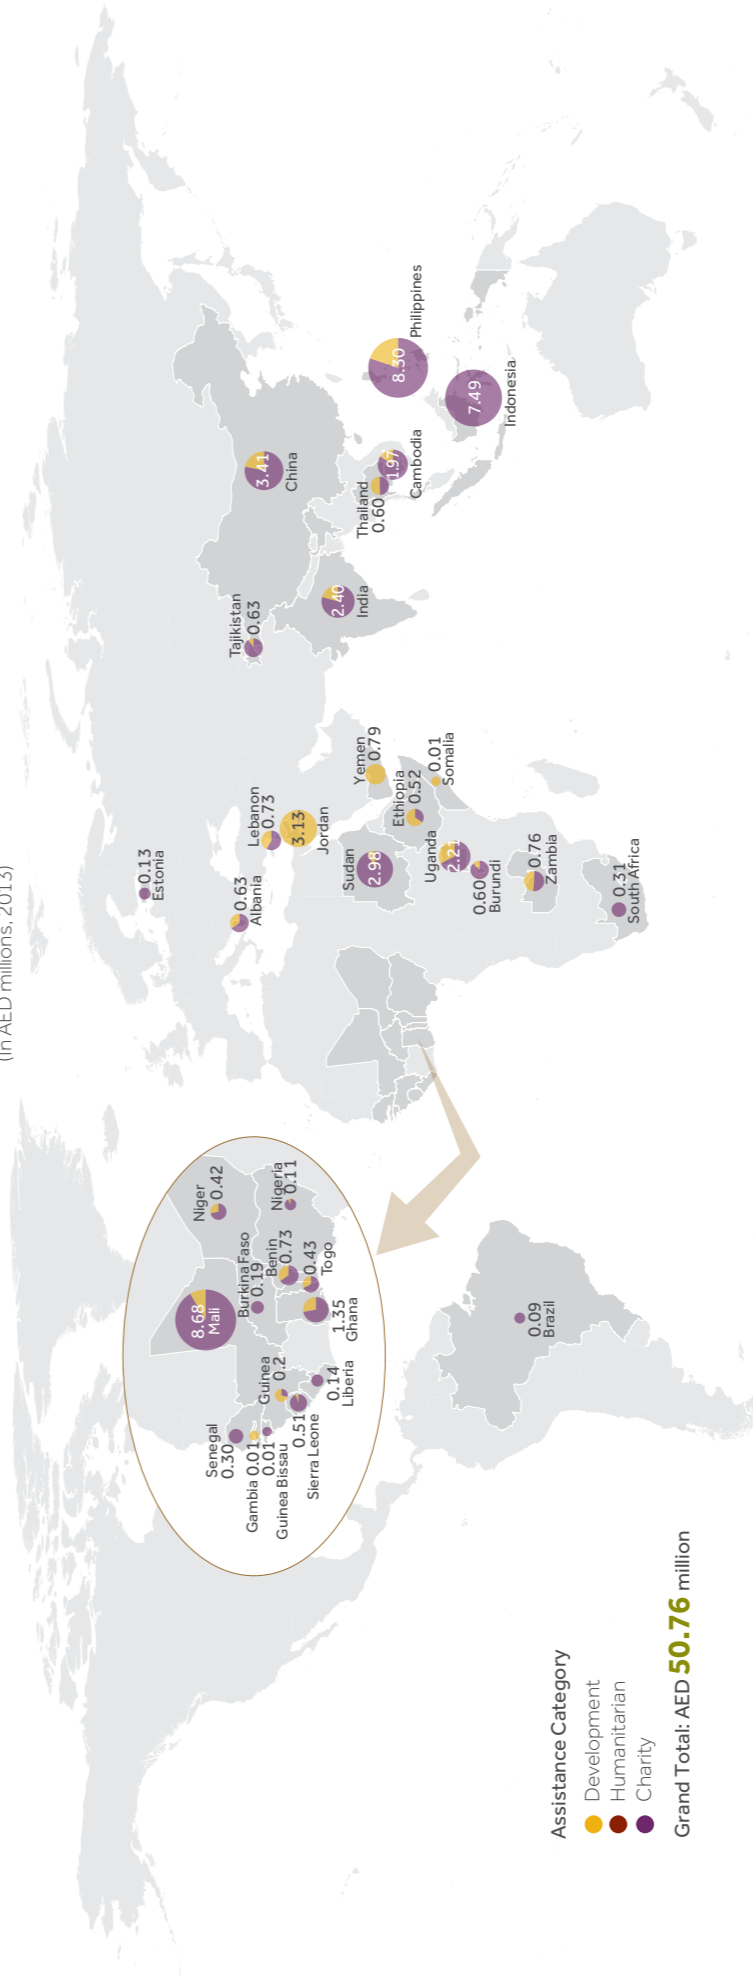 (In AED millions, 2013)
0.13
Estonia
0.63
Albania
Lebanon
0.73
3.13
Jordan
Tajikistan
0.63
3.41
China
2.40
India
Thailand
0.60
1.97
Cambodia
8.30
Philippines
7.49
Indonesia
Yemen
0.79
Sudan
2.98
Ethiopia
0.52
0.01
Somalia
Uganda
2.21
0.60
Burundi
0.76
Zambia
0.31
South Africa
Niger
0.42
8.68
Mali
Nigeria
0.11
Burkina Faso
0.19
Benin
0.73
0.43
Togo
1.35
Ghana
Senegal
0.30
Gambia 0.01
0.01
Guinea Bissau
Guinea
0.2
0.51
Sierra Leone
0.14
Liberia
0.09
Brazil
Assistance Category
Development
Humanitarian
Charity
Grand Total: AED 50.76 million